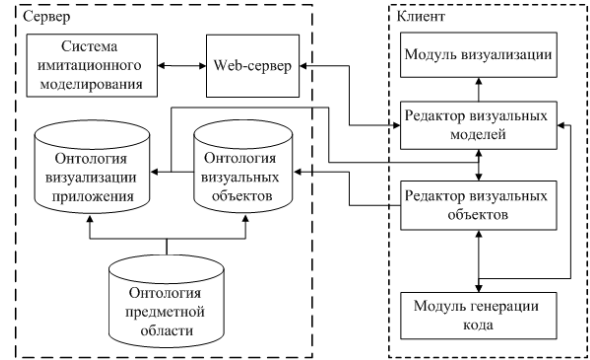 Сервер
Система
имитационного
моделирования
Web-сервер
Онтология
визуализации
приложения
Онтология
визуальных
объектов
Онтология
предметной
области
Клиент
Модуль визуализации
Редактор визуальных
моделей
Редактор визуальных
объектов
Модуль генерации
кода